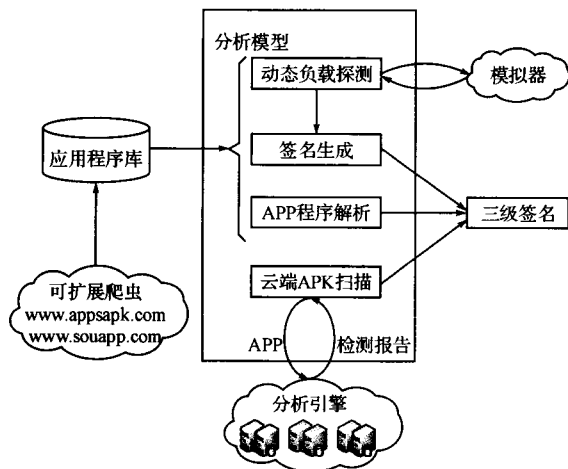 分析模型
动态负载探测
模拟器
应用程序库
签名生成
APP程序解析
三级签名
可扩展爬虫
www.appsapk.com
www.souapp.com
云端APK扫描
APP
检测报告
分析引擎